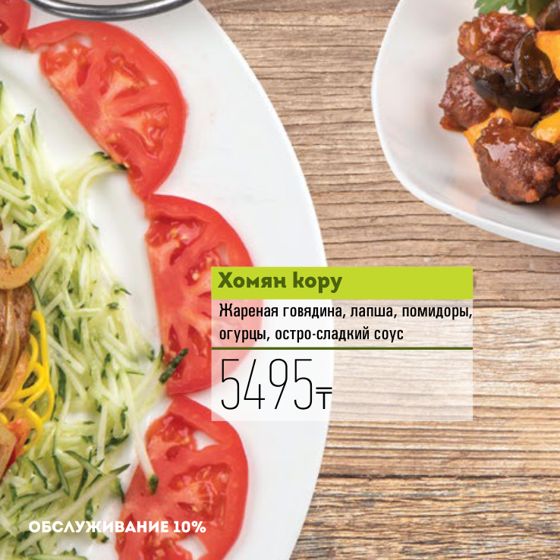 Хомян кору
Жареная говядина, лапша, помидоры,
огурцы, остро-сладкий соус
5495₸
ОБСЛУЖИВАНИЕ 10%